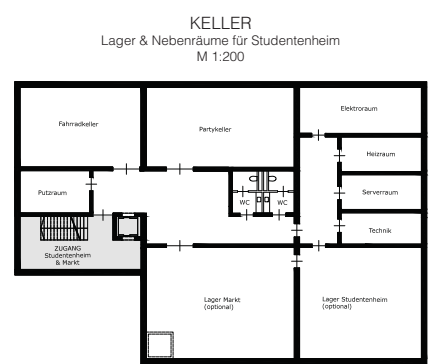 KELLER
Lager & Nebenräume für Studentenheim
M 1:200
Elektroraum
Fahrradkeller
Partykeller
Heizraum
Putzraum
Serverraum
WC
WC
Technik
ZUGANG
Studentenheim
& Markt
Lager Markt
(optional)
Lager Studentenheim
(optional)